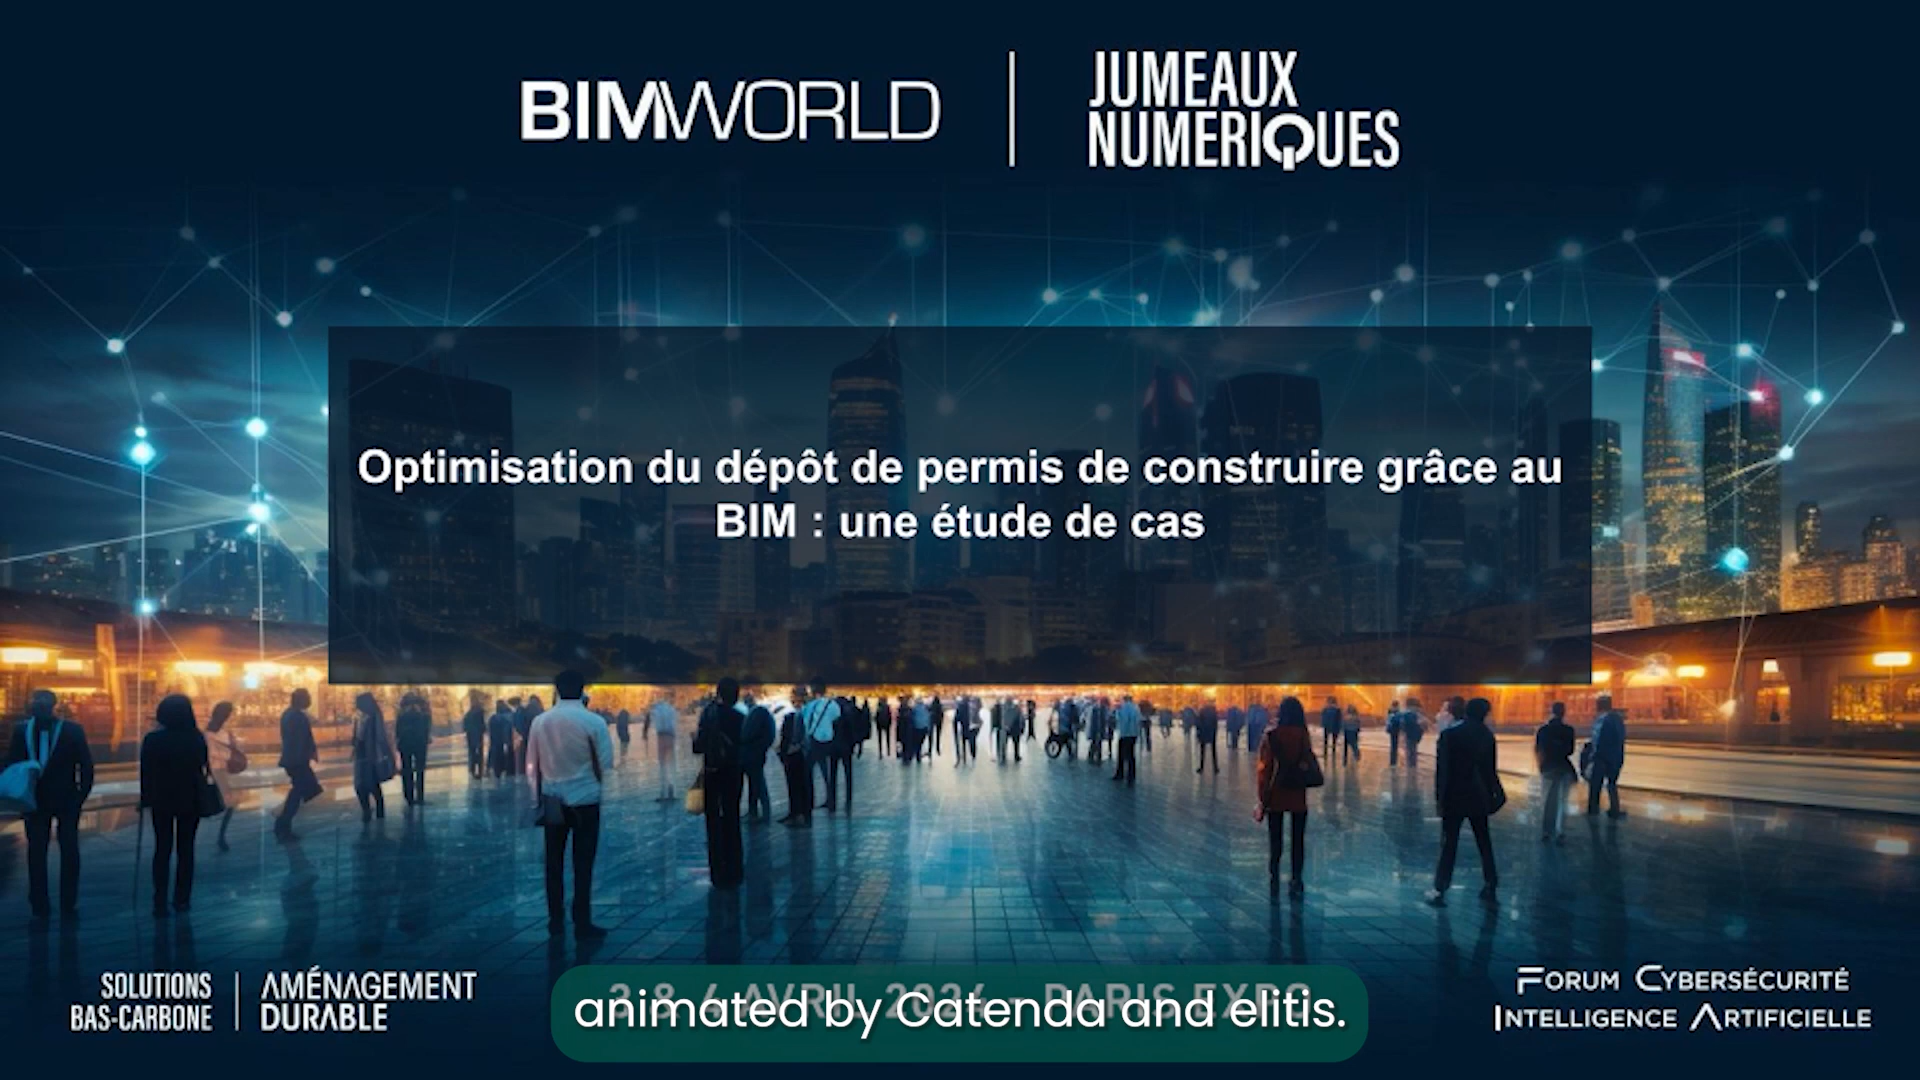 BIMWORLD
JUMEAUX
NUMERIQUES
Optimisation du dépôt de permis de construire grâce au
BIM : une étude de cas
SOLUTIONS
BAS-CARBONE
AMÉNAGEMENT
DURABLE
animated by Catenda and elitis.
FORUM CYBERSÉCURITÉ
INTELLIGENCE ARTIFICIELLE